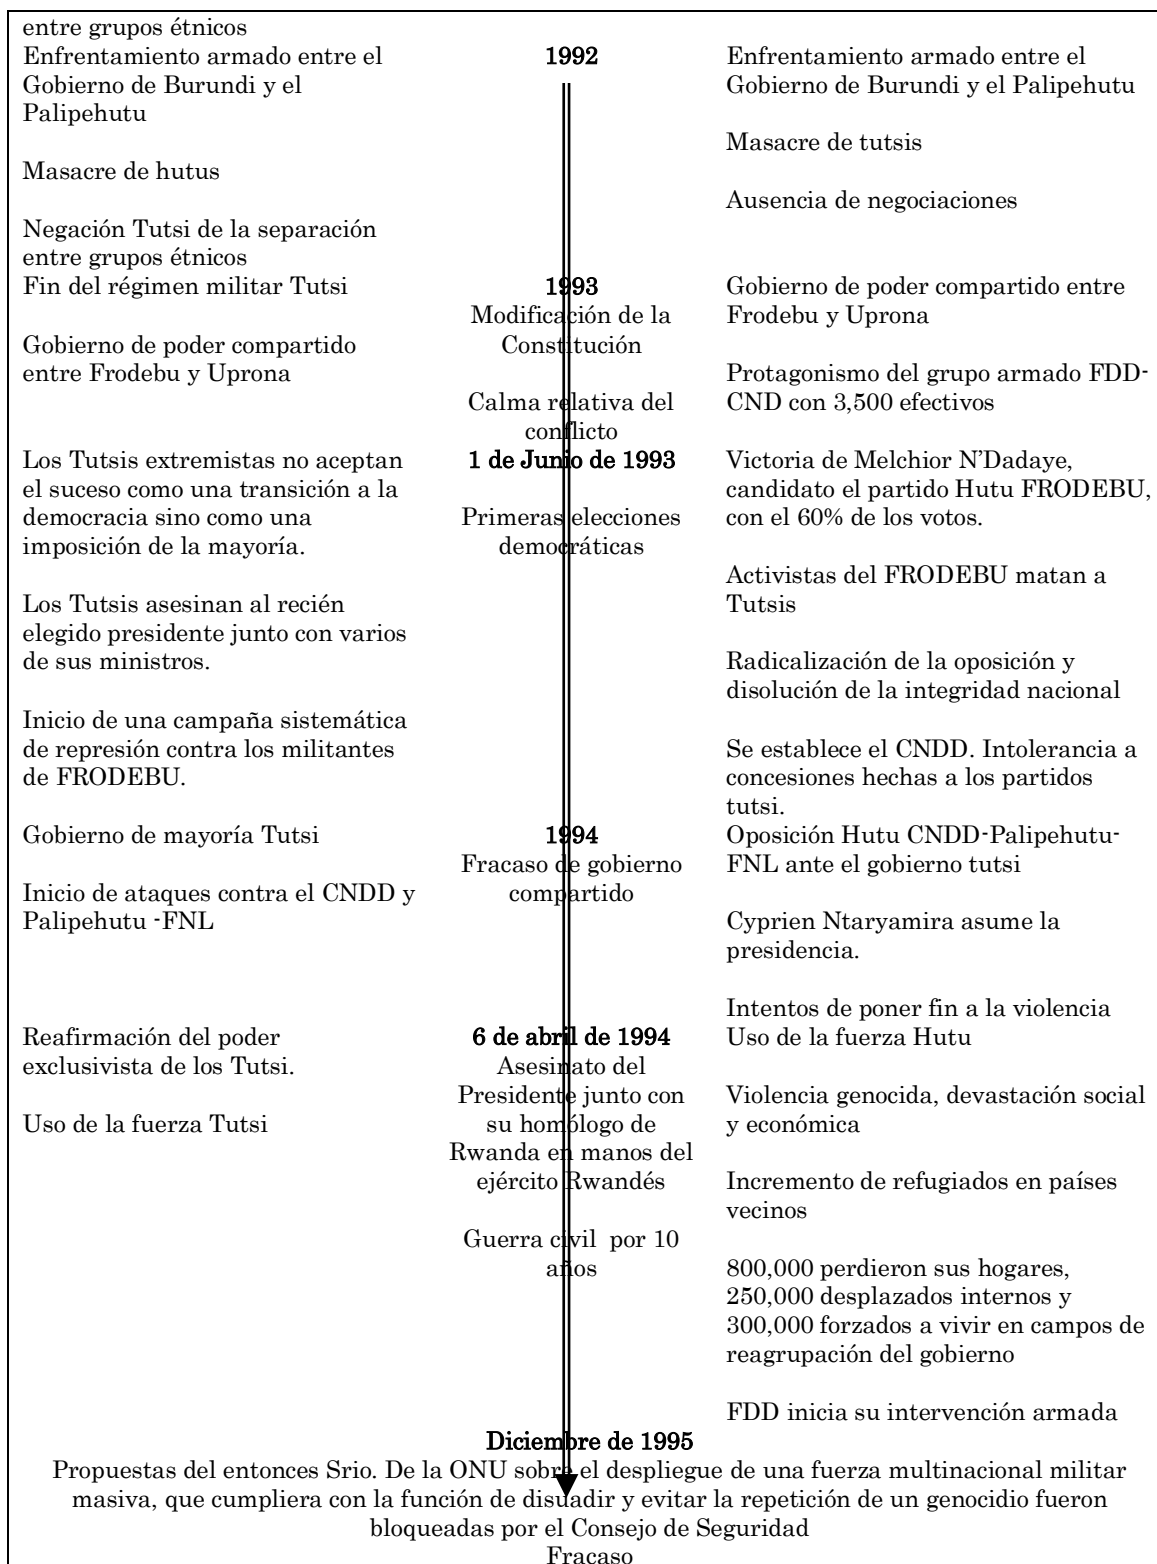 entre grupos étnicos
Enfrentamiento armado entre el
Gobierno de Burundi y el
Palipehutu
Masacre de hutus
Negación Tutsi de la separación
entre grupos étnicos
1992
Enfrentamiento armado entre el
Gobierno de Burundi y el Palipehutu
Masacre de tutsis
Ausencia de negociaciones
Fin del régimen militar Tutsi
Gobierno de poder compartido
entre Frodebu y Uprona
1993
Modificación de la
Constitución
Calma relativa del
conflicto
Gobierno de poder compartido entre
Frodebu y Uprona
Protagonismo del grupo armado FDD-
CND con 3,500 efectivos
Los Tutsis extremistas no aceptan
el suceso como una transición a la
democracia sino como una
imposición de la mayoría.
Los Tutsis asesinan al recién
elegido presidente junto con varios
de sus ministros.
Inicio de una campaña sistemática
de represión contra los militantes
de FRODEBU.
1 de Junio de 1993
Primeras elecciones
democráticas
Victoria de Melchior N’Dadaye,
candidato el partido Hutu FRODEBU,
con el 60% de los votos.
Activistas del FRODEBU matan a
Tutsis
Radicalización de la oposición y
disolución de la integridad nacional
Se establece el CNDD. Intolerancia a
concesiones hechas a los partidos
tutsi.
Gobierno de mayoría Tutsi
Inicio de ataques contra el CNDD y
Palipehutu -FNL
1994
Fracaso de gobierno
compartido
Oposición Hutu CNDD-Palipehutu-
FNL ante el gobierno tutsi
Cyprien Ntaryamira asume la
presidencia.
Intentos de poner fin a la violencia
Reafirmación del poder
exclusivista de los Tutsi.
Uso de la fuerza Tutsi
6 de abril de 1994
Asesinato del
Presidente junto con
su homólogo de
Rwanda en manos del
ejército Rwandés
Guerra civil por 10
años
Uso de la fuerza Hutu
Violencia genocida, devastación social
y económica
Incremento de refugiados en países
vecinos
800,000 perdieron sus hogares,
250,000 desplazados internos y
300,000 forzados a vivir en campos de
reagrupación del gobierno
FDD inicia su intervención armada
Diciembre de 1995
Propuestas del entonces Srio. De la ONU sobre el despliegue de una fuerza multinacional militar
masiva, que cumpliera con la función de disuadir y evitar la repetición de un genocidio fueron
bloqueadas por el Consejo de Seguridad
Fracaso